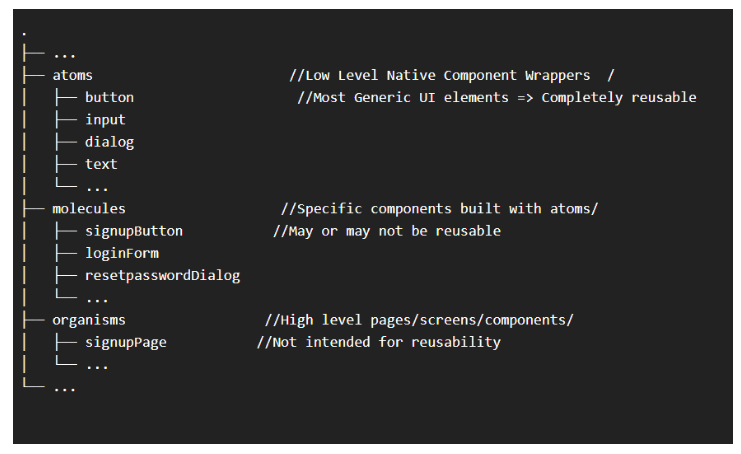 .
├── ...
├── atoms                        //Low Level Native Component Wrappers  /
│   ├── button                    //Most Generic UI elements => Completely reusable
│   ├── input
│   ├── dialog
│   ├── text
│   └── ...
├── molecules                   //Specific components built with atoms/
│   ├── signupButton           //May or may not be reusable
│   ├── loginForm
│   ├── resetpasswordDialog
│   └── ...
├── organisms                 //High level pages/screens/components/
│   ├── signupPage           //Not intended for reusability
│   └── ...
└── ...